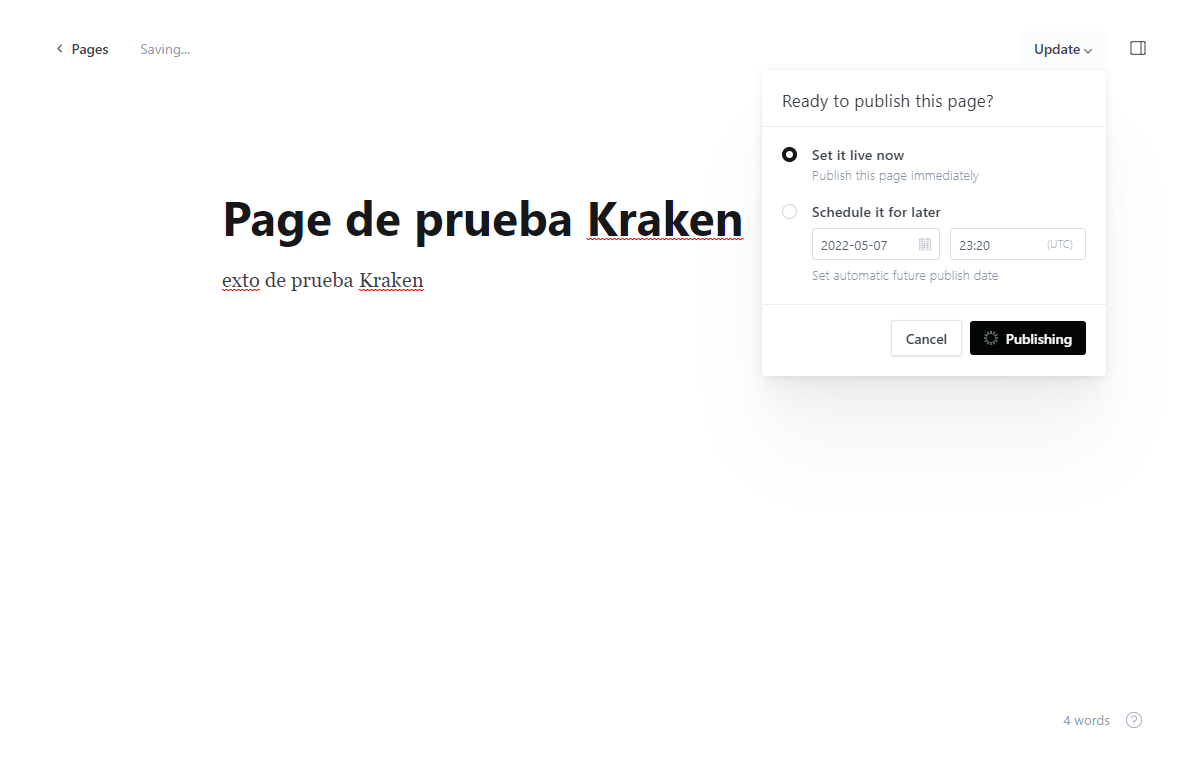 Pages
Saving...
Update
Ready to publish this page?
Set it live now
Publish this page immediately
Schedule it for later
2022-05-07
23:20 (UTC)
Set automatic future publish date
Cancel
Publishing
Page de prueba Kraken
exto de prueba Kraken
4 words
?